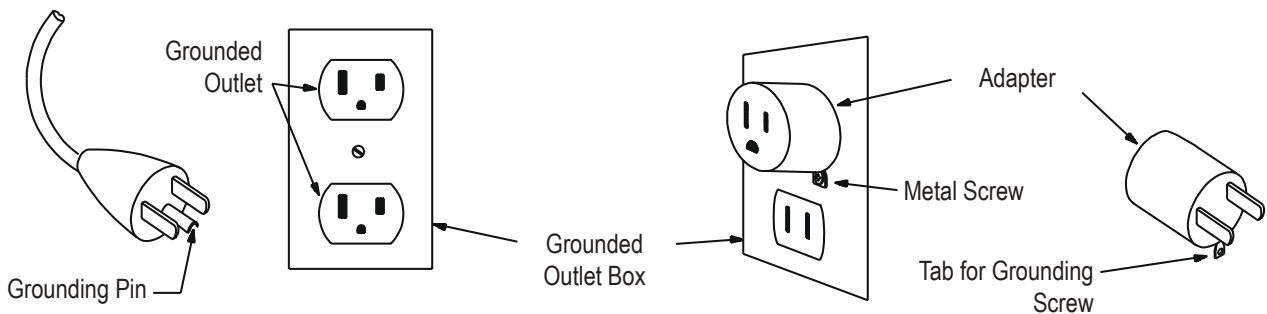 Grounded
Outlet
Grounding Pin
Grounded
Outlet Box
Adapter
Metal Screw
Tab for Grounding
Screw